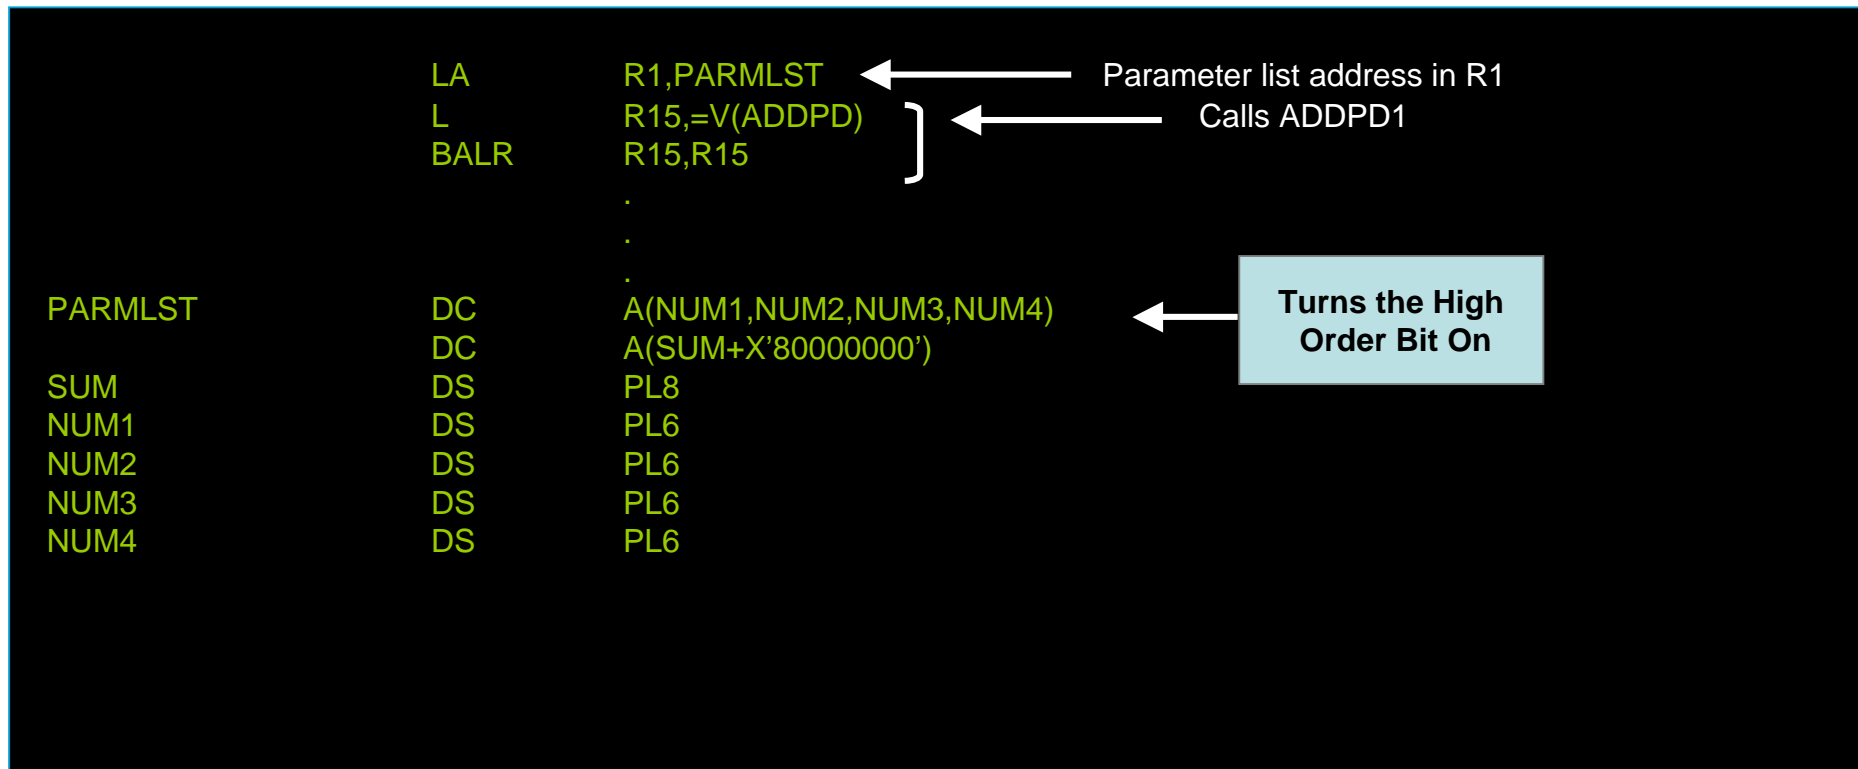 LA R1,PARMLST Parameter list address in R1
L R15,=V(ADDPD) Calls ADDPD1
BALR R15,R15
.
.
.
PARMLST DC A(NUM1,NUM2,NUM3,NUM4) Turns the High
Order Bit On
DC A(SUM+X’80000000’)
SUM DS PL8
NUM1 DS PL6
NUM2 DS PL6
NUM3 DS PL6
NUM4 DS PL6